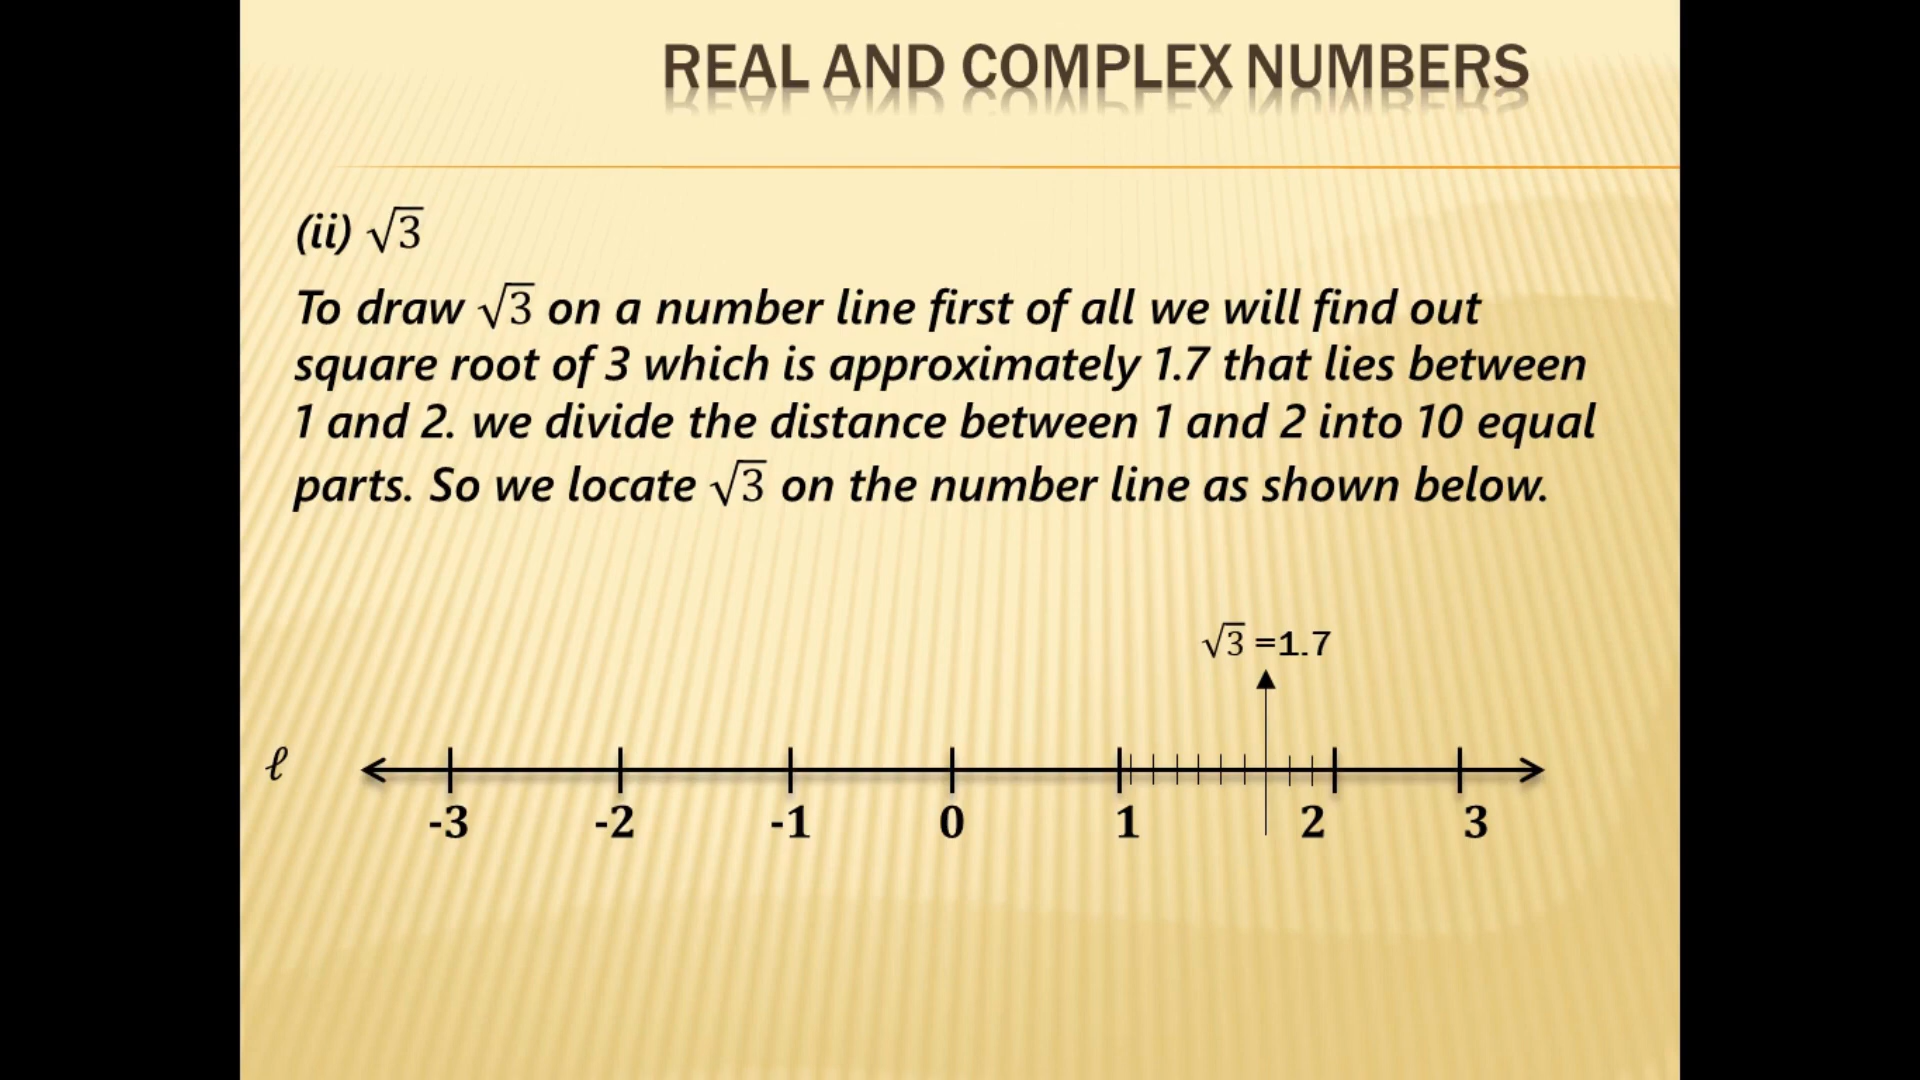 REAL AND COMPLEX NUMBERS
(ii) √3
To draw √3 on a number line first of all we will find out
square root of 3 which is approximately 1.7 that lies between
1 and 2. we divide the distance between 1 and 2 into 10 equal
parts. So we locate √3 on the number line as shown below.
√3 =1.7
ℓ
-3 -2 -1 0 1 2 3